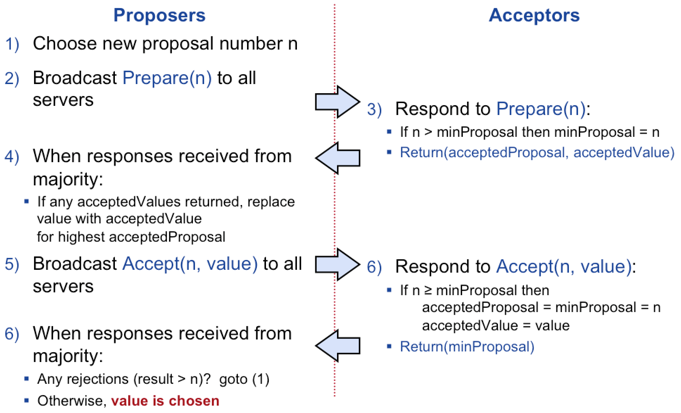 Proposers
1) Choose new proposal number n
2) Broadcast Prepare(n) to all
servers
4) When responses received from
majority:
▪ If any acceptedValues returned, replace
value with acceptedValue
for highest acceptedProposal
5) Broadcast Accept(n, value) to all
servers
6) When responses received from
majority:
▪ Any rejections (result > n)? goto (1)
▪ Otherwise, value is chosen
Acceptors
3) Respond to Prepare(n):
▪ If n > minProposal then minProposal = n
▪ Return(acceptedProposal, acceptedValue)
6) Respond to Accept(n, value):
▪ If n ≥ minProposal then
acceptedProposal = minProposal = n
acceptedValue = value
▪ Return(minProposal)